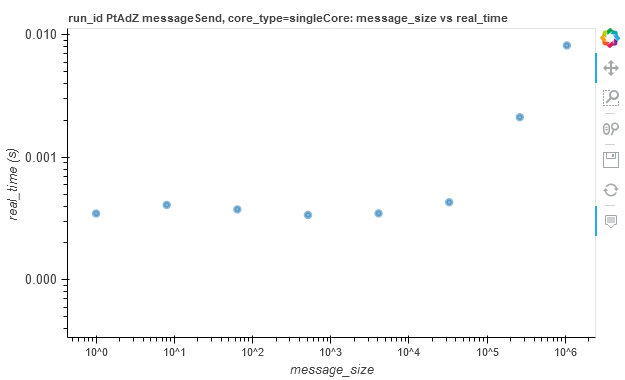 run_id PtAdZ messageSend, core_type=singleCore: message_size vs real_time
0.010
0.001
0.000
real_time (s)
10^0 10^1 10^2 10^3 10^4 10^5 10^6
message_size